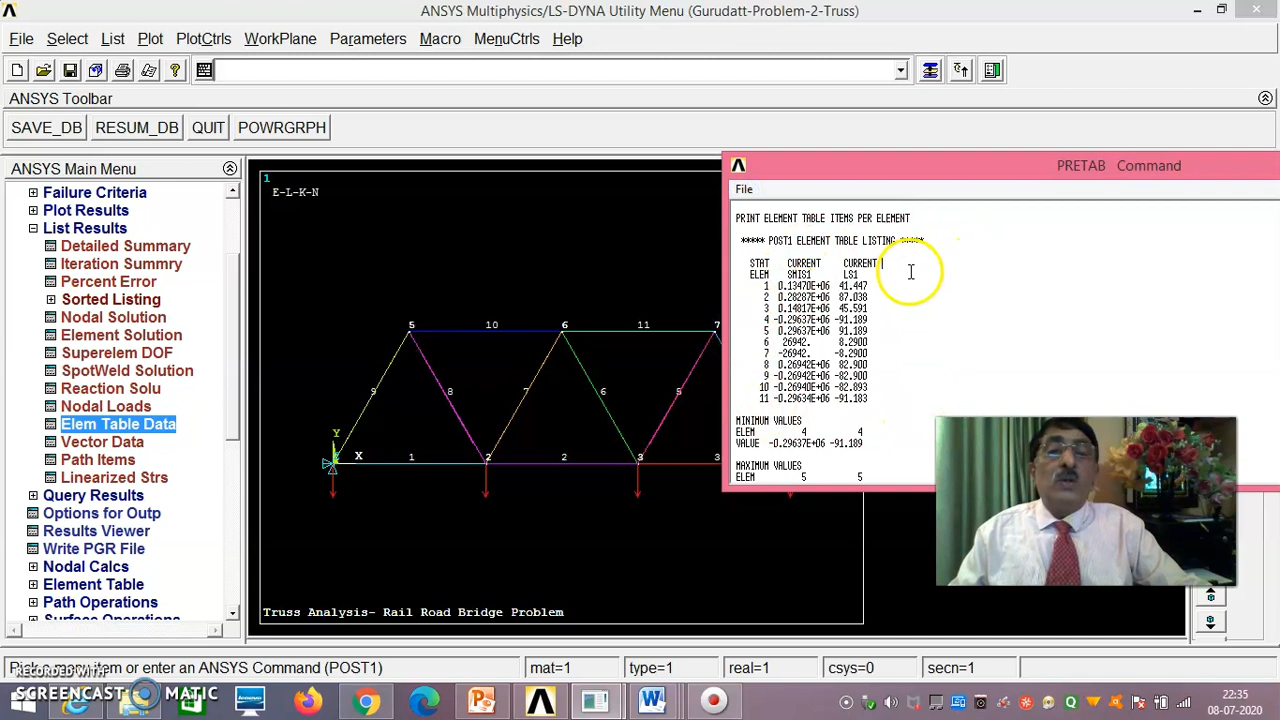 ANSYS Multiphysics/LS-DYNA Utility Menu (Gurudatt-Problem-2-Truss)
File Select List Plot PlotCtrls WorkPlane Parameters Macro MenuCtrls Help
ANSYS Toolbar
SAVE_DB RESUM_DB QUIT POWRGRPH
ANSYS Main Menu
Failure Criteria
Plot Results
List Results
Detailed Summary
Iteration Summry
Percent Error
Sorted Listing
Nodal Solution
Element Solution
Superelem DOF
SpotWeld Solution
Reaction Solu
Nodal Loads
Elem Table Data
Vector Data
Path Items
Linearized Strs
Query Results
Options for Outp
Results Viewer
Write PGR File
Nodal Calcs
Element Table
Path Operations
1
E-L-K-N
5 10 6 11 7
9 8 7 6 5
Y
X 1 2 2 3 3
Truss Analysis- Rail Road Bridge Problem
PRETAB Command
File
PRINT ELEMENT TABLE ITEMS PER ELEMENT
***** POST1 ELEMENT TABLE LISTING *****
STAT CURRENT CURRENT
ELEM SMIS1 LS1
1 0.13470E+06 41.447
2 0.28287E+06 87.038
3 0.14817E+06 45.591
4 -0.29637E+06 -91.189
5 0.29637E+06 91.189
6 26942. 8.2900
7 -26942. -8.2900
8 0.26942E+06 82.900
9 -0.26942E+06 -82.900
10 -0.26940E+06 -82.893
11 -0.29634E+06 -91.183
MINIMUM VALUES
ELEM 4 4
VALUE -0.29637E+06 -91.189
MAXIMUM VALUES
ELEM 5 5
item or enter an ANSYS Command (POST1) mat=1 type=1 real=1 csys=0 secn=1
RECORDED WITH
SCREENCAST MATIC
22:35
08-07-2020